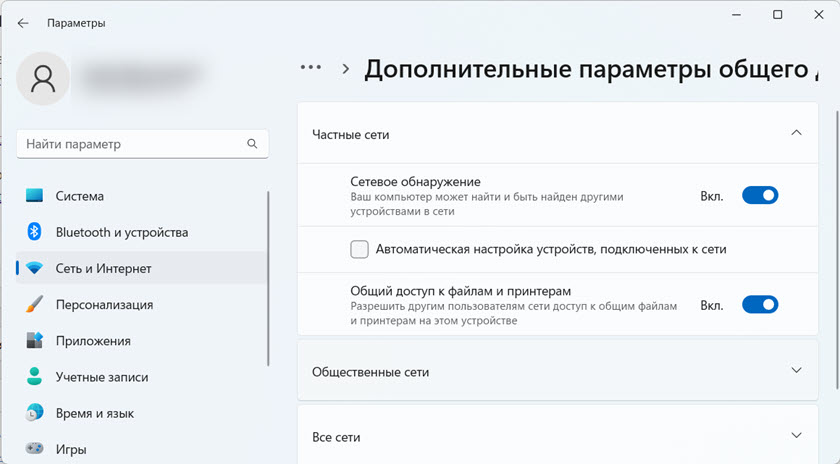 Параметры
Найти параметр
Система
Bluetooth и устройства
Сеть и Интернет
Персонализация
Приложения
Учетные записи
Время и язык
Игры
Дополнительные параметры общего
Частные сети
Сетевое обнаружение
Ваш компьютер может найти и быть найден другими
устройствами в сети
Вкл.
Автоматическая настройка устройств, подключенных к сети
Общий доступ к файлам и принтерам
Разрешить другим пользователям сети доступ к общим файлам
и принтерам на этом устройстве
Вкл.
Общественные сети
Все сети